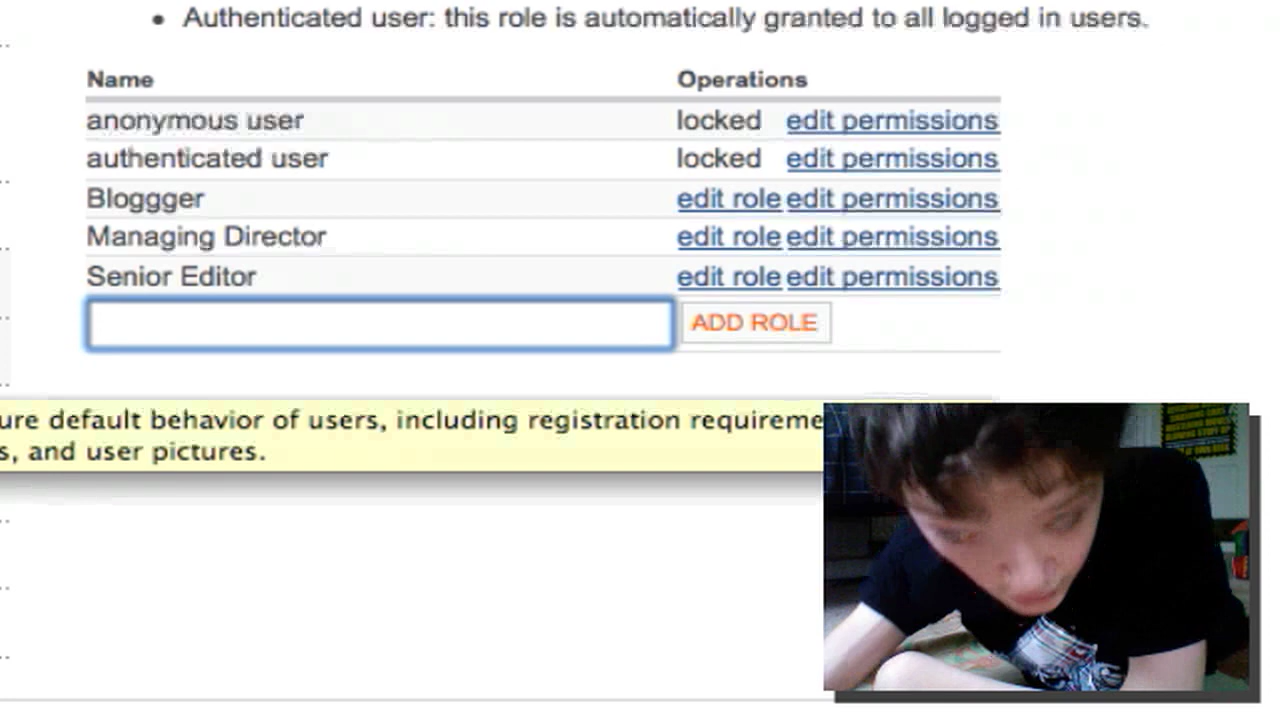 • Authenticated user: this role is automatically granted to all logged in users.
Name Operations
anonymous user locked edit permissions
authenticated user locked edit permissions
Bloggger edit role edit permissions
Managing Director edit role edit permissions
Senior Editor edit role edit permissions
ADD ROLE
ure default behavior of users, including registration requireme
s, and user pictures.